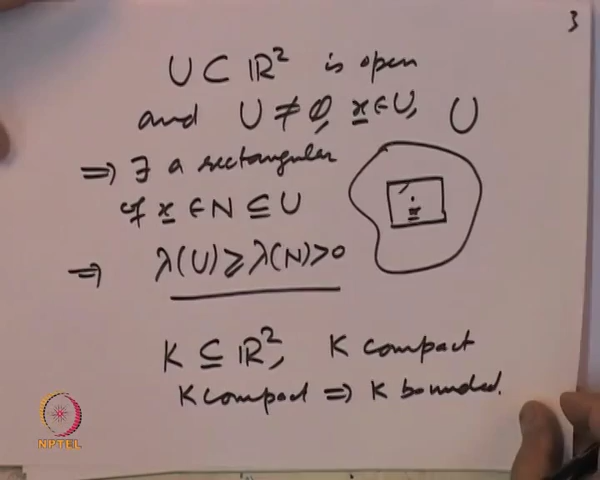 3
U ⊂ ℝ² is open
and U ≠ ∅, x ∈ U,
⟹ ∃ a rectangular
of x ∈ N ⊆ U
⟹ λ(U) ⩾ λ(N) > 0
U
x
K ⊆ ℝ², K compact
K compact ⟹ K bounded.
NPTEL